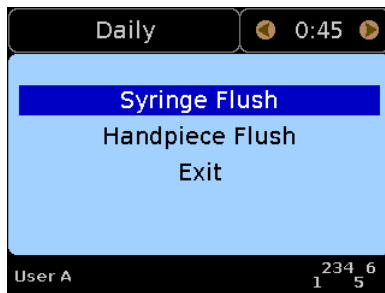 Daily 0:45
Syringe Flush
Handpiece Flush
Exit
User A 1 234 5 6